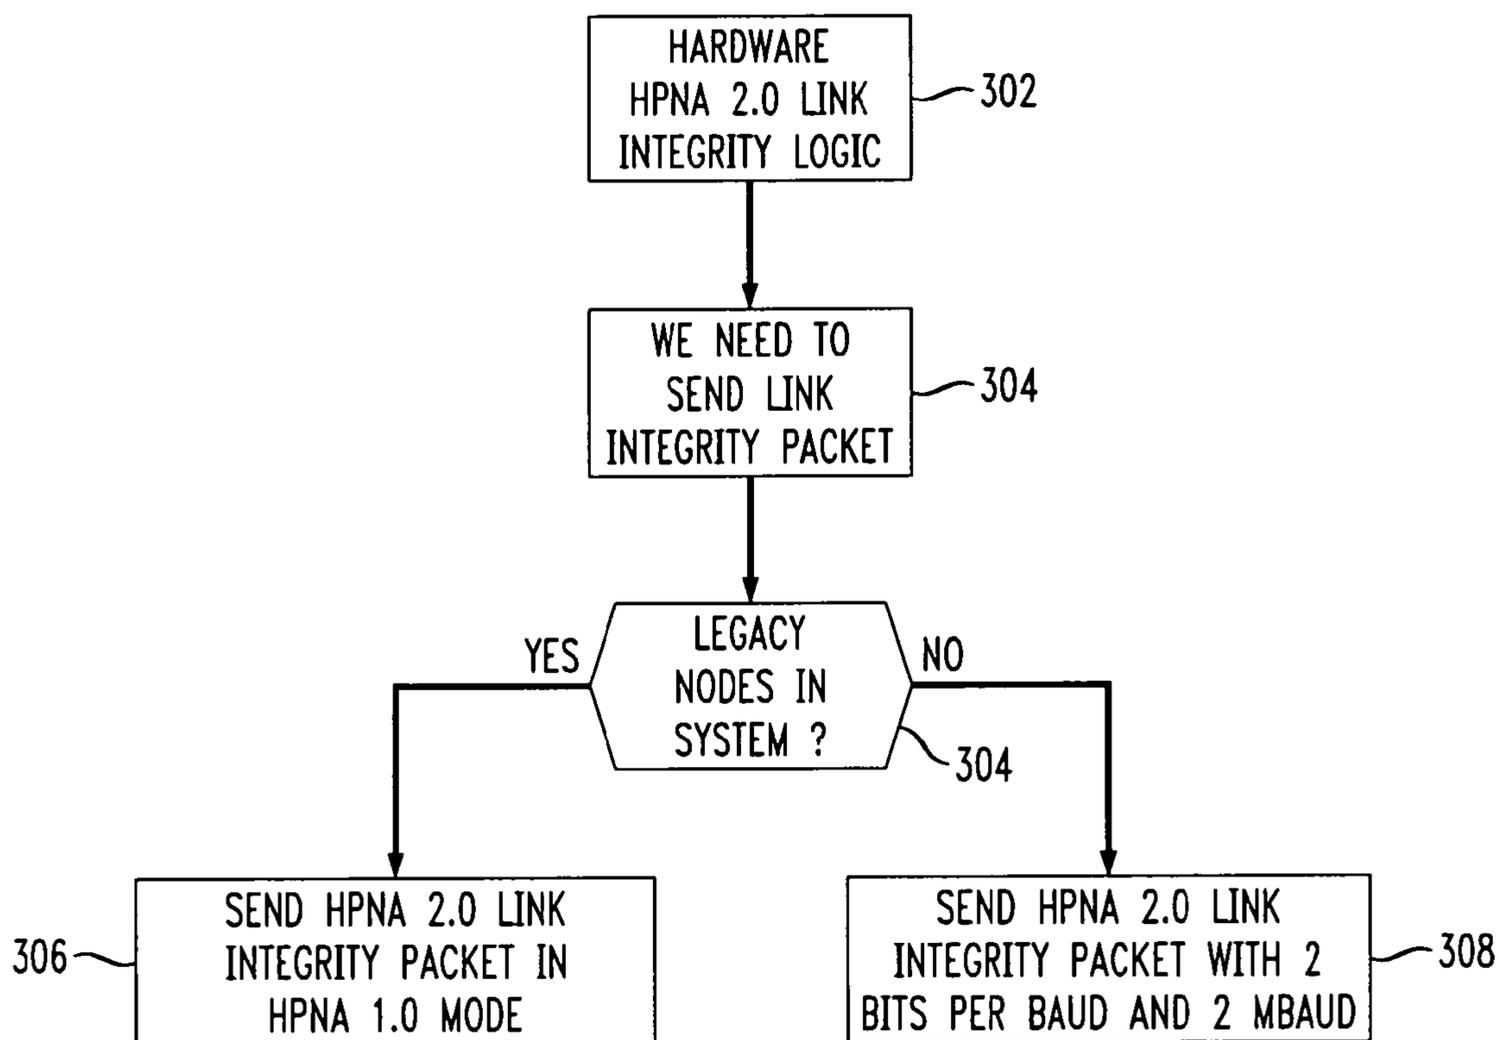 HARDWARE
HPNA 2.0 LINK
INTEGRITY LOGIC
302
WE NEED TO
SEND LINK
INTEGRITY PACKET
304
YES
LEGACY
NODES IN
SYSTEM ?
NO
304
306
SEND HPNA 2.0 LINK
INTEGRITY PACKET IN
HPNA 1.0 MODE
SEND HPNA 2.0 LINK
INTEGRITY PACKET WITH 2
BITS PER BAUD AND 2 MBAUD
308